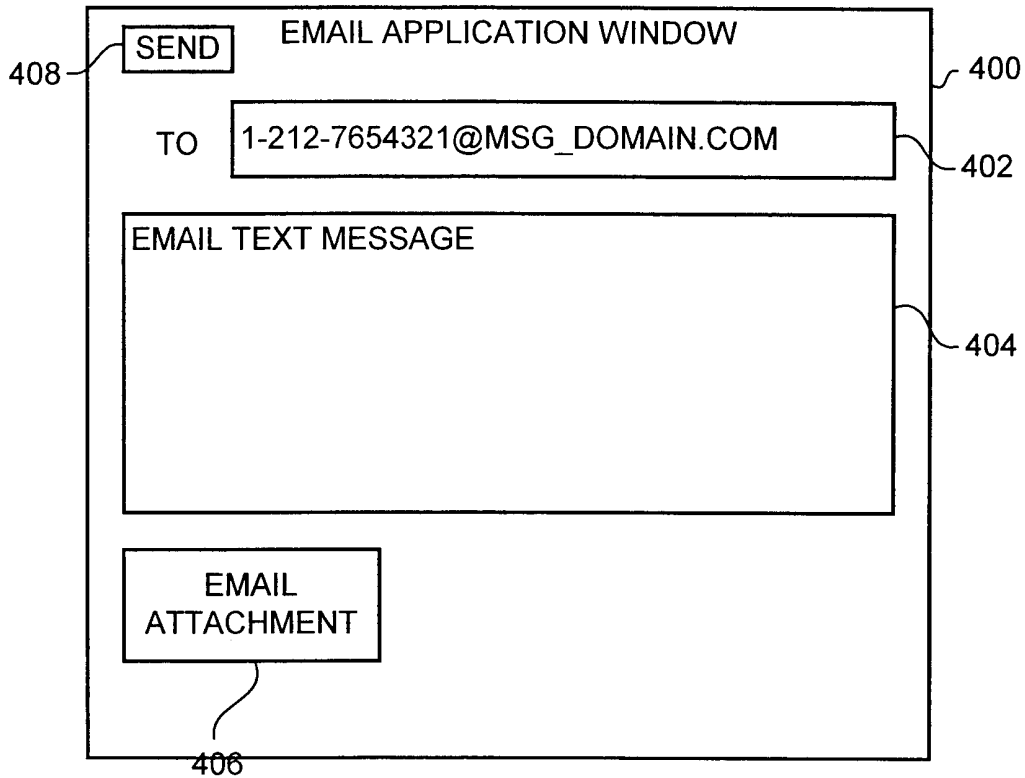 EMAIL APPLICATION WINDOW
SEND
408
400
TO
1-212-7654321@MSG_DOMAIN.COM
402
EMAIL TEXT MESSAGE
404
EMAIL
ATTACHMENT
406